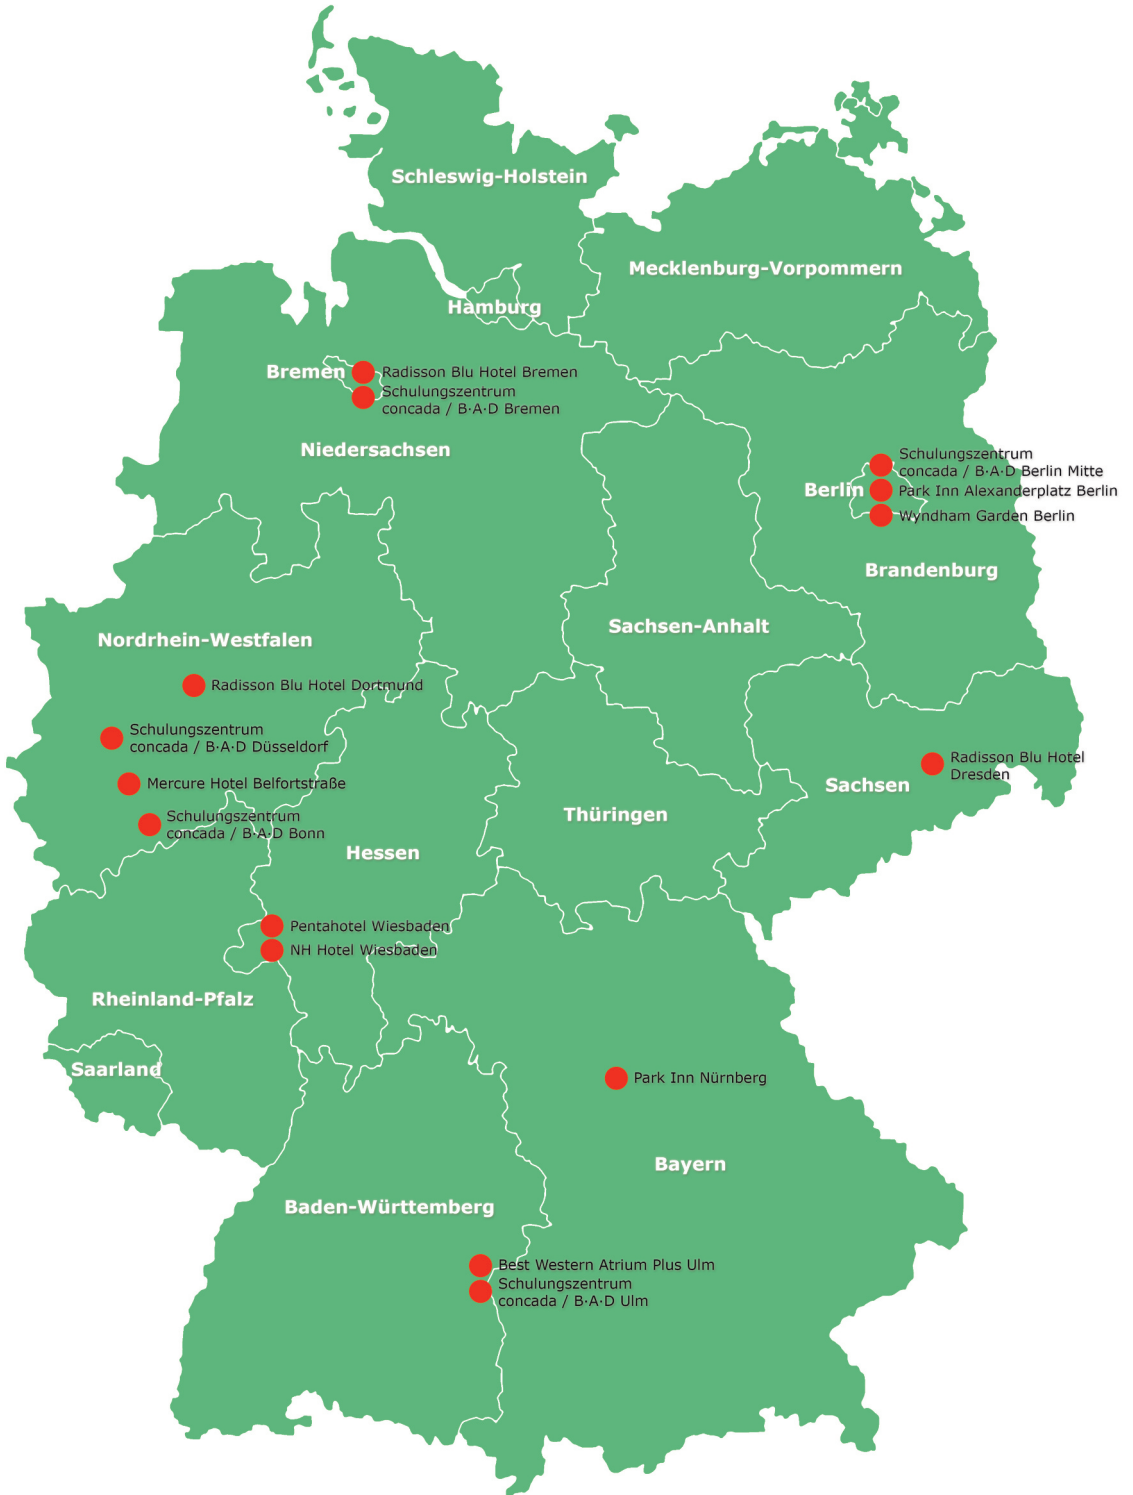 Schleswig-Holstein
Mecklenburg-Vorpommern
Hamburg
Bremen
Radisson Blu Hotel Bremen
Schulungszentrum
concada / B·A·D Bremen
Niedersachsen
Schulungszentrum
concada / B·A·D Berlin Mitte
Berlin
Park Inn Alexanderplatz Berlin
Wyndham Garden Berlin
Brandenburg
Sachsen-Anhalt
Nordrhein-Westfalen
Radisson Blu Hotel Dortmund
Schulungszentrum
concada / B·A·D Düsseldorf
Mercure Hotel Belfortstraße
Schulungszentrum
concada / B·A·D Bonn
Radisson Blu Hotel
Dresden
Sachsen
Thüringen
Hessen
Pentahotel Wiesbaden
NH Hotel Wiesbaden
Rheinland-Pfalz
Saarland
Park Inn Nürnberg
Bayern
Baden-Württemberg
Best Western Atrium Plus Ulm
Schulungszentrum
concada / B·A·D Ulm